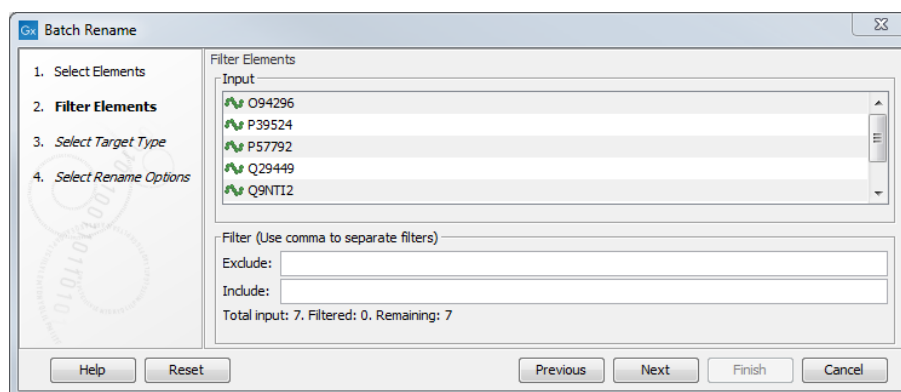 Gx Batch Rename
1. Select Elements
2. Filter Elements
3. Select Target Type
4. Select Rename Options
Filter Elements
Input
O94296
P39524
P57792
Q29449
Q9NTI2
Filter (Use comma to separate filters)
Exclude:
Include:
Total input: 7. Filtered: 0. Remaining: 7
Help Reset Previous Next Finish Cancel